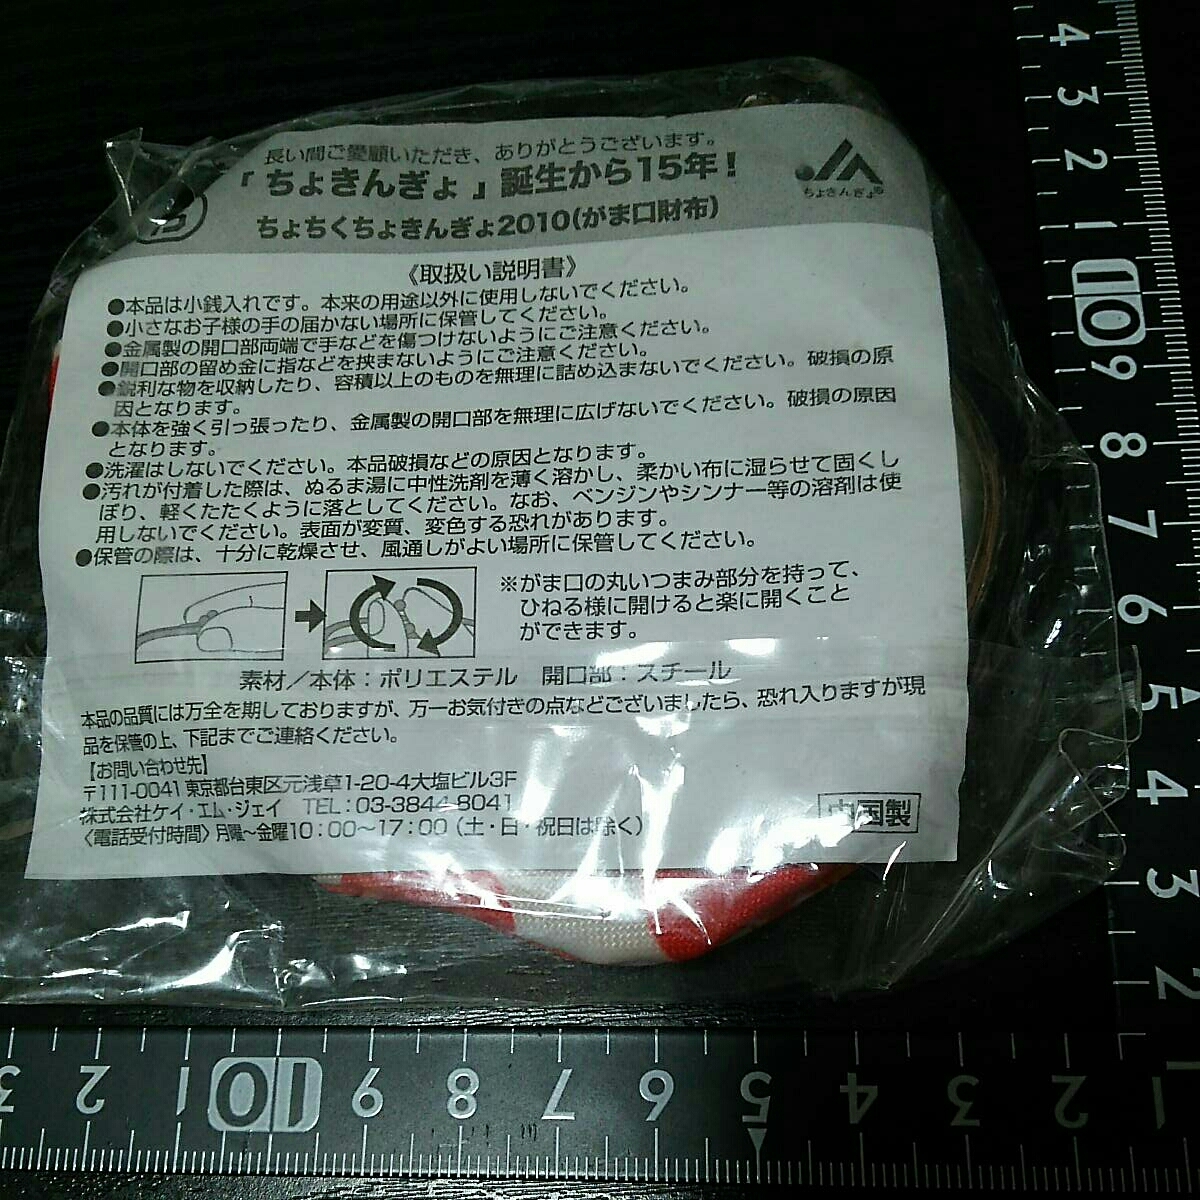 長い間ご愛顧いただき、ありがとうございます。
「ちょきんぎょ」誕生から15年!
ちょちくちょきんぎょ2010(がま口財布)
JA
ちょきんぎょ®
《取扱い説明書》
●本品は小銭入れです。本来の用途以外に使用しないでください。
●小さなお子様の手の届かない場所に保管してください。
●金属製の開口部両端で手などを傷つけないようにご注意ください。
●開口部の留め金に指などを挟まないようにご注意ください。
●鋭利な物を収納したり、容積以上のものを無理に詰め込まないでください。破損の原
因となります。
●本体を強く引っ張ったり、金属製の開口部を無理に広げないでください。破損の原因
となります。
●洗濯はしないでください。本品破損などの原因となります。
●汚れが付着した際は、ぬるま湯に中性洗剤を薄く溶かし、柔かい布に湿らせて固くし
ぼり、軽くたたくように落としてください。なお、ベンジンやシンナー等の溶剤は使
用しないでください。表面が変質、変色する恐れがあります。
●保管の際は、十分に乾燥させ、風通しがよい場所に保管してください。
※がま口の丸いつまみ部分を持って、
ひねる様に開けると楽に開くこと
ができます。
素材/本体:ポリエステル 開口部:スチール
本品の品質には万全を期しておりますが、万一お気付きの点などございましたら、恐れ入りますが現
品を保管の上、下記までご連絡ください。
【お問い合わせ先】
〒111-0041 東京都台東区元浅草1-20-4大塩ビル3F
株式会社ケイ・エム・ジェイ TEL:03-3844-8041
〈電話受付時間〉月曜~金曜10:00~17:00(土・日・祝日は除く)
中国製
4 3 2 1 10 9 8 7 6 5 4 3 2 1
3 2 1 10 9 8 7 6 5 4 3 2 1